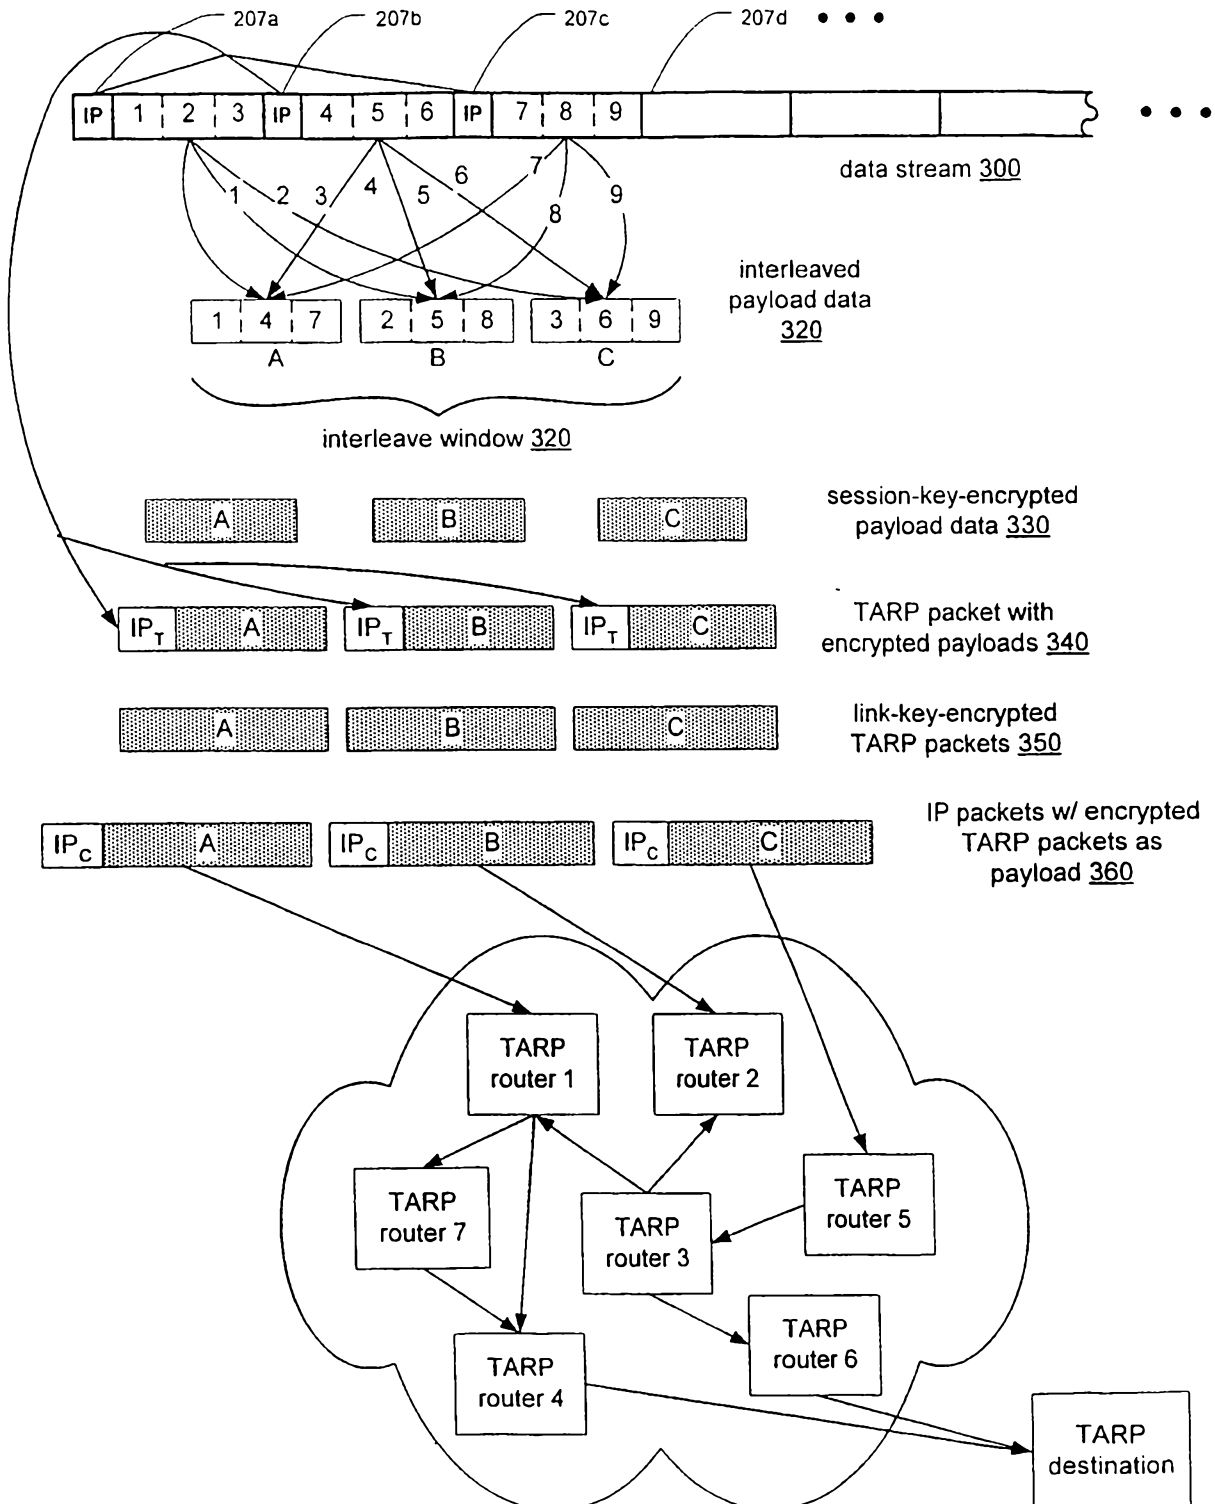 207a 207b 207c 207d • • •
IP 1 2 3 IP 4 5 6 IP 7 8 9 • • •
data stream 300
1 2 3 4 5 6 7 8 9
interleaved
payload data
320
1 4 7 2 5 8 3 6 9
A B C
interleave window 320
session-key-encrypted
payload data 330
A B C
TARP packet with
encrypted payloads 340
IPT A IPT B IPT C
link-key-encrypted
TARP packets 350
A B C
IP packets w/ encrypted
TARP packets as
payload 360
IPC A IPC B IPC C
TARP
router 1
TARP
router 2
TARP
router 5
TARP
router 7
TARP
router 3
TARP
router 6
TARP
router 4
TARP
destination